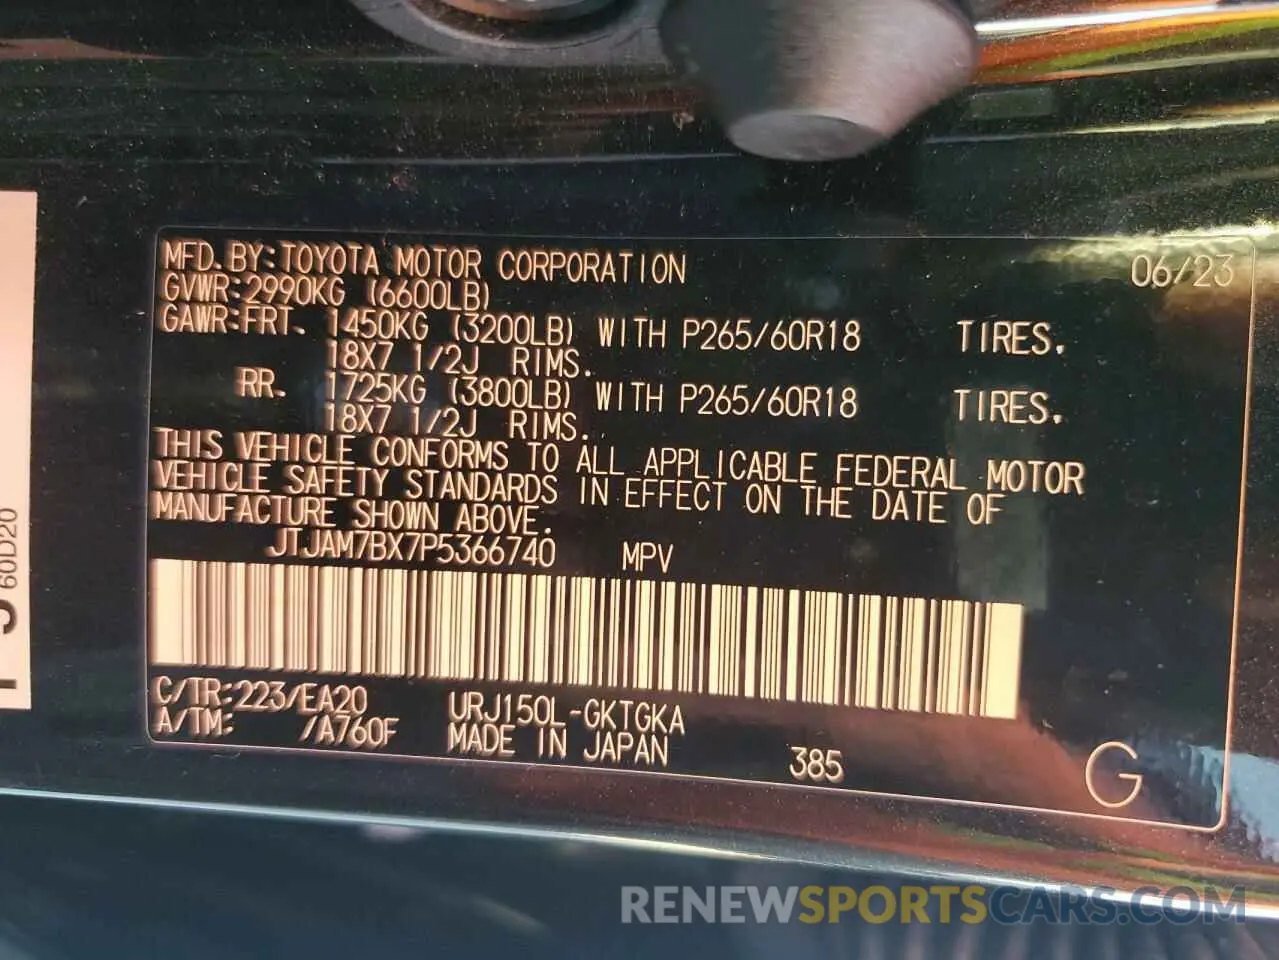 MFD.BY:TOYOTA MOTOR CORPORATION 06/23
GVWR:2990KG (6600LB)
GAWR:FRT. 1450KG (3200LB) WITH P265/60R18 TIRES.
18X7 1/2J RIMS.
RR. 1725KG (3800LB) WITH P265/60R18 TIRES.
18X7 1/2J RIMS.
THIS VEHICLE CONFORMS TO ALL APPLICABLE FEDERAL MOTOR
VEHICLE SAFETY STANDARDS IN EFFECT ON THE DATE OF
MANUFACTURE SHOWN ABOVE.
JTJAM7BX7P5366740 MPV
C/TR:223/EA20 URJ150L-GKTGKA
A/TM: /A760F MADE IN JAPAN 385 G
60D20
RENEWSPORTSCARS.COM